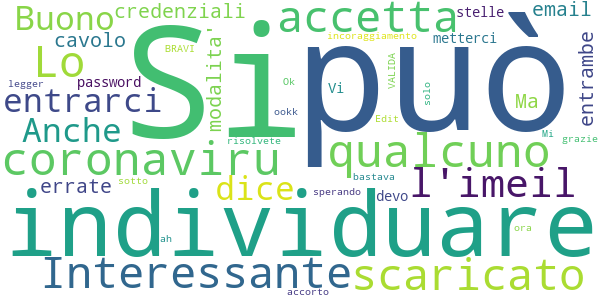 Buono credenziali accetta stelle email
Lo cavolo BRAVI Si può incoraggiamento metterci
legger password modalita' Ok Vi VALIDA solo Ma entrambe
entrarci ookk Edit
Anche risolvete qualcuno Mi grazie
coronaviru
errate sotto dice sperando bastava devo l'imeil
individuare ora
ah
Interessante scaricato
accorto